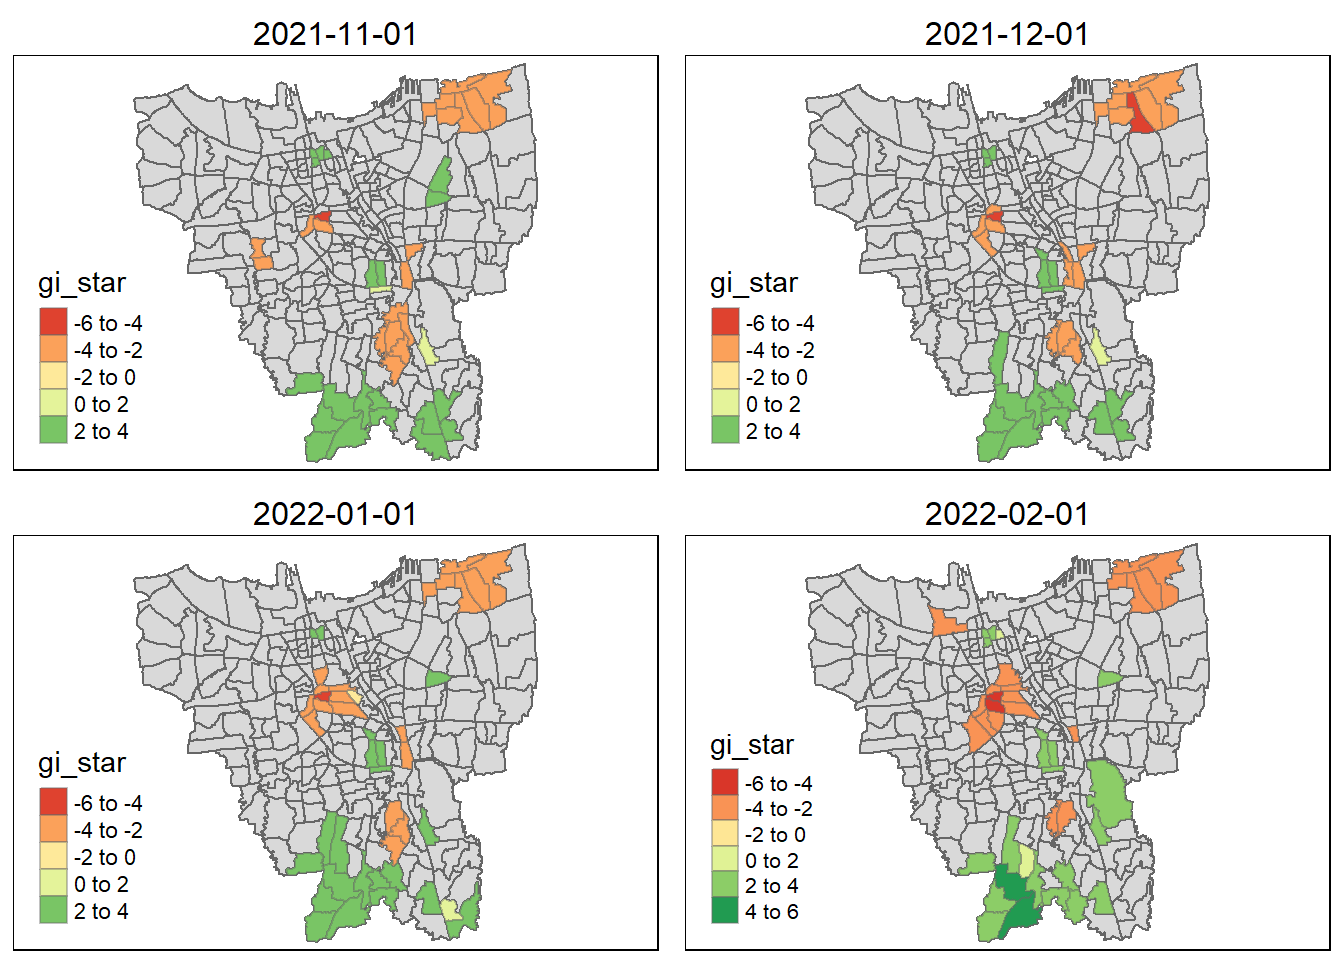 2021-11-01
gi_star
-6 to -4
-4 to -2
-2 to 0
0 to 2
2 to 4
2021-12-01
gi_star
-6 to -4
-4 to -2
-2 to 0
0 to 2
2 to 4
2022-01-01
gi_star
-6 to -4
-4 to -2
-2 to 0
0 to 2
2 to 4
2022-02-01
gi_star
-6 to -4
-4 to -2
-2 to 0
0 to 2
2 to 4
4 to 6